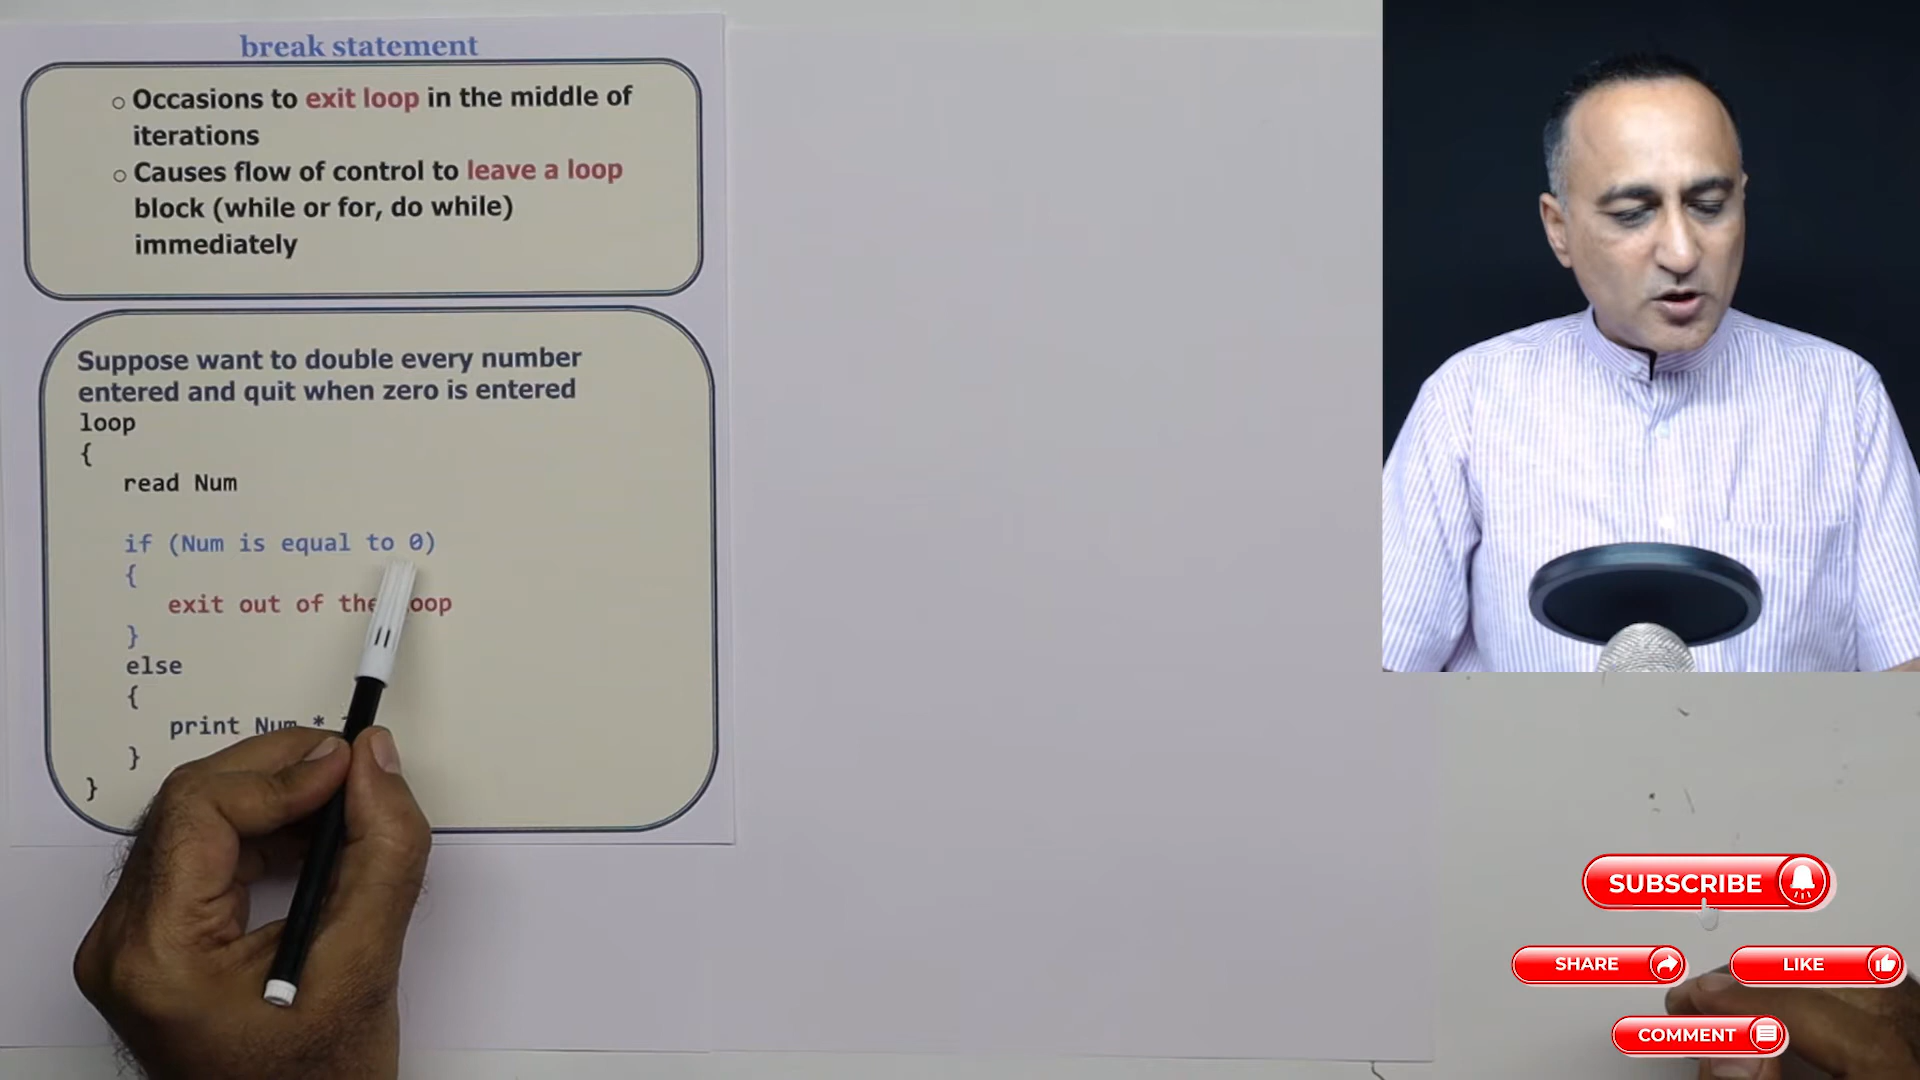 break statement
Occasions to exit loop in the middle of
iterations
Causes flow of control to leave a loop
block (while or for, do while)
immediately
Suppose want to double every number
entered and quit when zero is entered
loop
{
read Num
if (Num is equal to 0)
{
exit out of the loop
}
else
{
print Num *
}
}
SUBSCRIBE
SHARE
LIKE
COMMENT